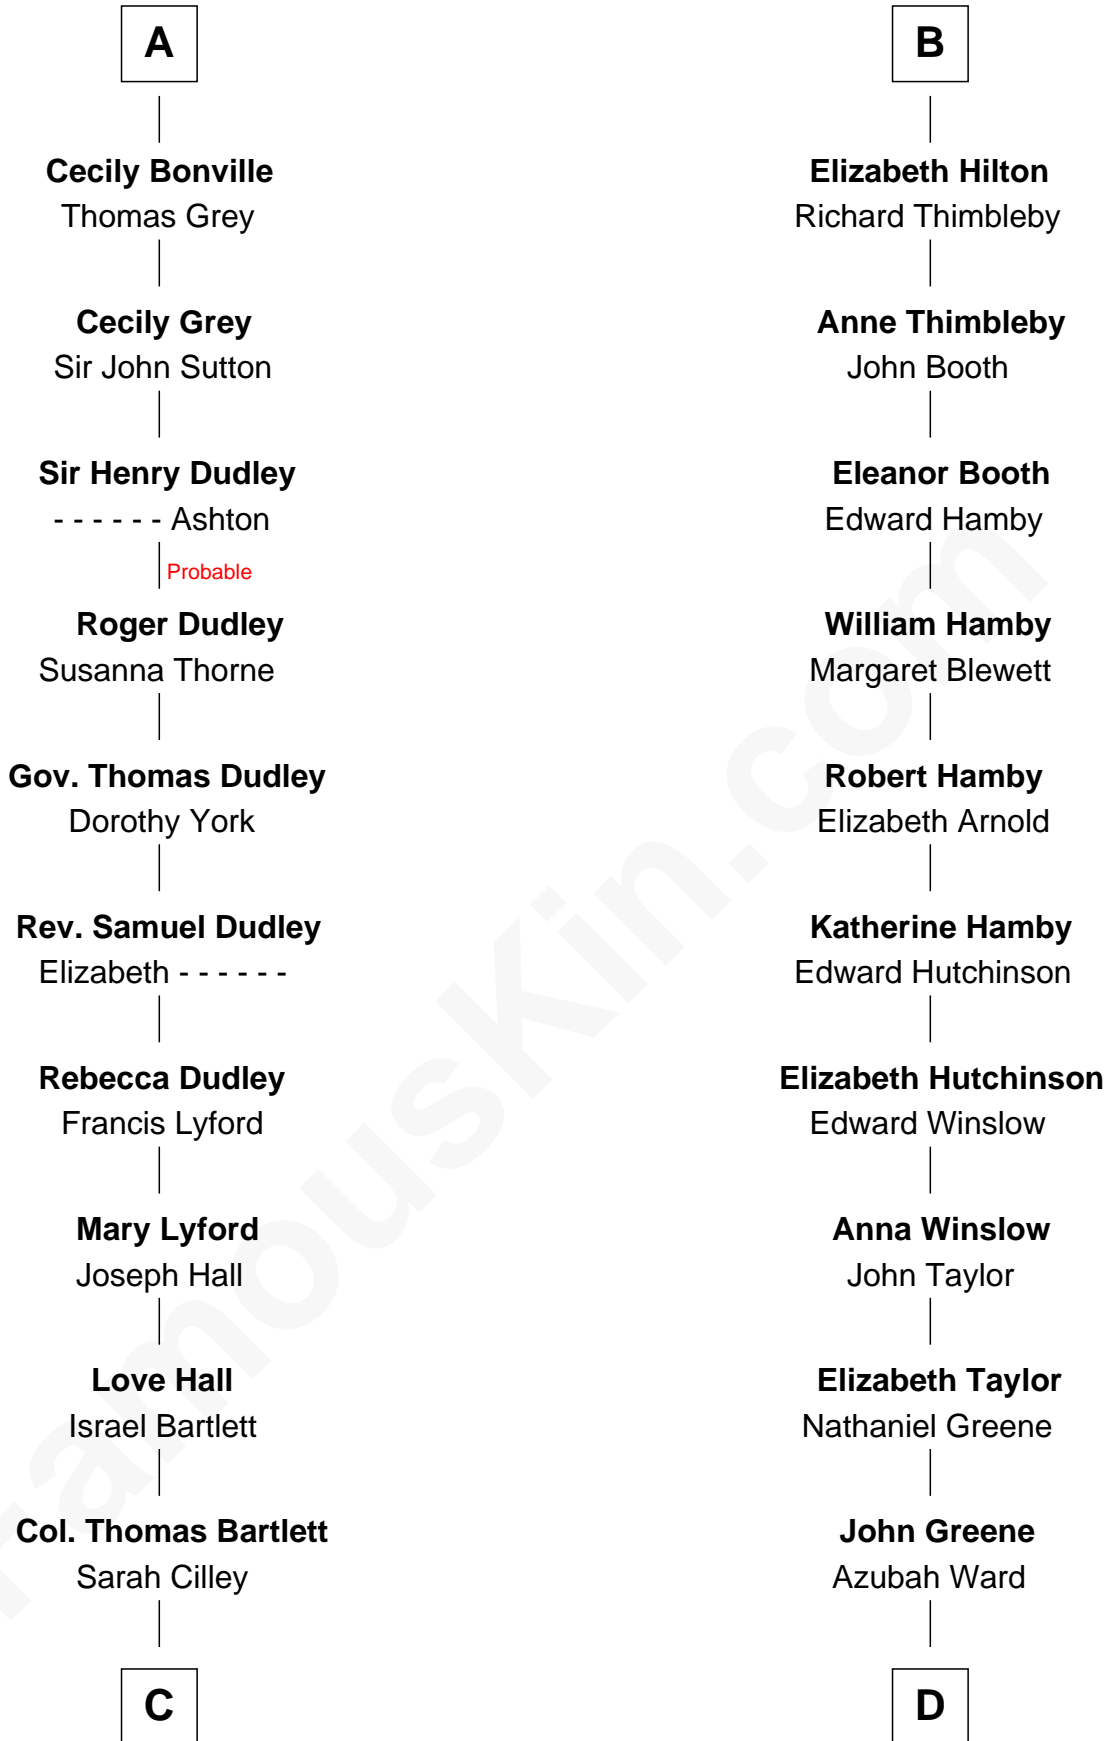 A
Cecily Bonville
Thomas Grey
Cecily Grey
Sir John Sutton
Sir Henry Dudley
- - - - - - Ashton
Probable
Roger Dudley
Susanna Thorne
Gov. Thomas Dudley
Dorothy York
Rev. Samuel Dudley
Elizabeth - - - - - -
Rebecca Dudley
Francis Lyford
Mary Lyford
Joseph Hall
Love Hall
Israel Bartlett
Col. Thomas Bartlett
Sarah Cilley
C
B
Elizabeth Hilton
Richard Thimbleby
Anne Thimbleby
John Booth
Eleanor Booth
Edward Hamby
William Hamby
Margaret Blewett
Robert Hamby
Elizabeth Arnold
Katherine Hamby
Edward Hutchinson
Elizabeth Hutchinson
Edward Winslow
Anna Winslow
John Taylor
Elizabeth Taylor
Nathaniel Greene
John Greene
Azubah Ward
D
FamousKin.com